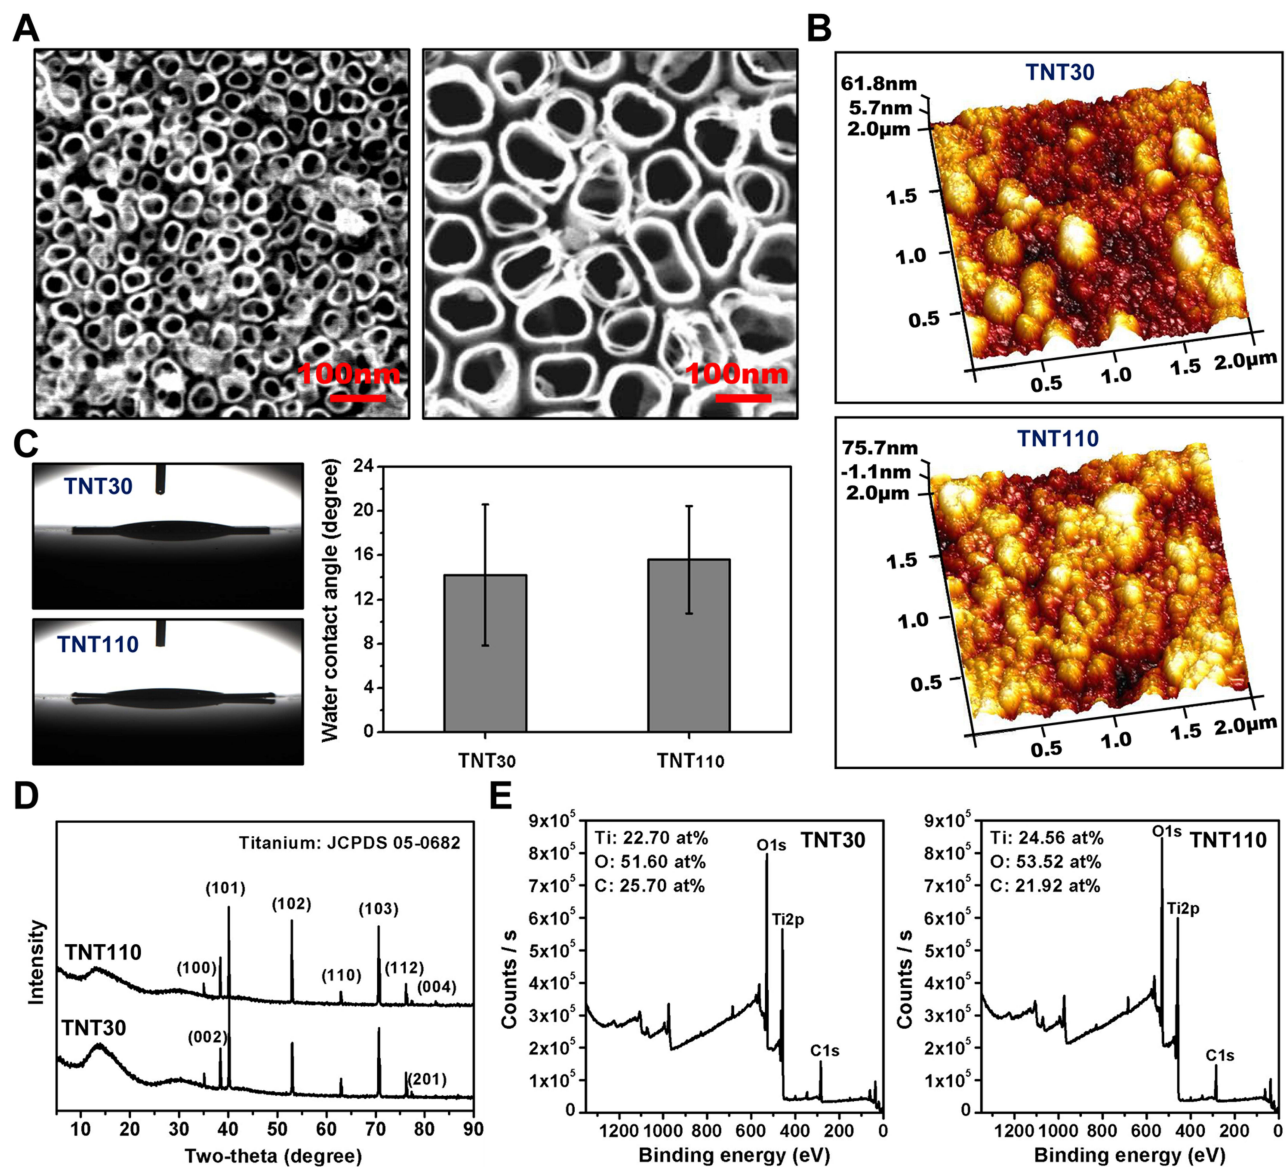 A
100nm
100nm
B
TNT30
61.8nm
5.7nm
2.0µm
1.5
1.0
0.5
0.5
1.0
1.5
2.0µm
TNT110
75.7nm
-1.1nm
2.0µm
1.5
1.0
0.5
0.5
1.0
1.5
2.0µm
C
TNT30
TNT110
Water contact angle (degree)
24
20
16
12
8
4
0
TNT30
TNT110
D
Titanium: JCPDS 05-0682
Intensity
TNT110
(100)
(101)
(102)
(110)
(103)
(112)
(004)
TNT30
(002)
(201)
10 20 30 40 50 60 70 80 90
Two-theta (degree)
E
Counts / s
9x10⁵
8x10⁵
7x10⁵
6x10⁵
5x10⁵
4x10⁵
3x10⁵
2x10⁵
1x10⁵
0
Ti: 22.70 at%
O: 51.60 at%
C: 25.70 at%
TNT30
O1s
Ti2p
C1s
1200 1000 800 600 400 200 0
Binding energy (eV)
Counts / s
9x10⁵
8x10⁵
7x10⁵
6x10⁵
5x10⁵
4x10⁵
3x10⁵
2x10⁵
1x10⁵
0
Ti: 24.56 at%
O: 53.52 at%
C: 21.92 at%
TNT110
O1s
Ti2p
C1s
1200 1000 800 600 400 200 0
Binding energy (eV)